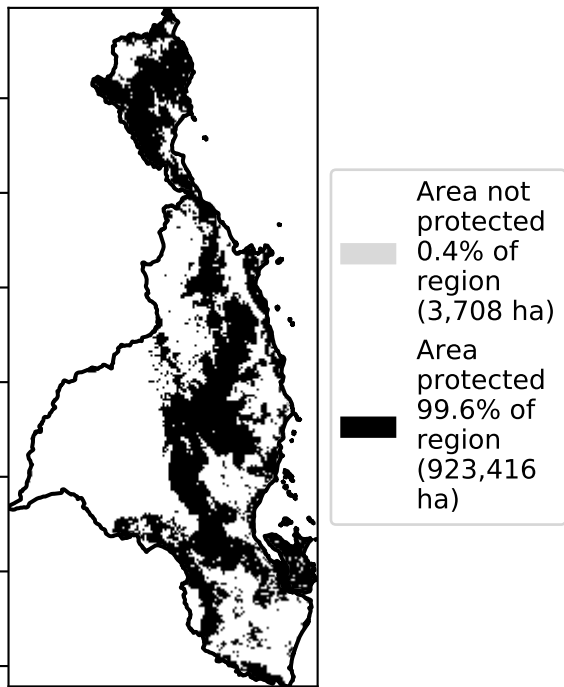 Area not
protected
0.4% of
region
(3,708 ha)
Area
protected
99.6% of
region
(923,416
ha)